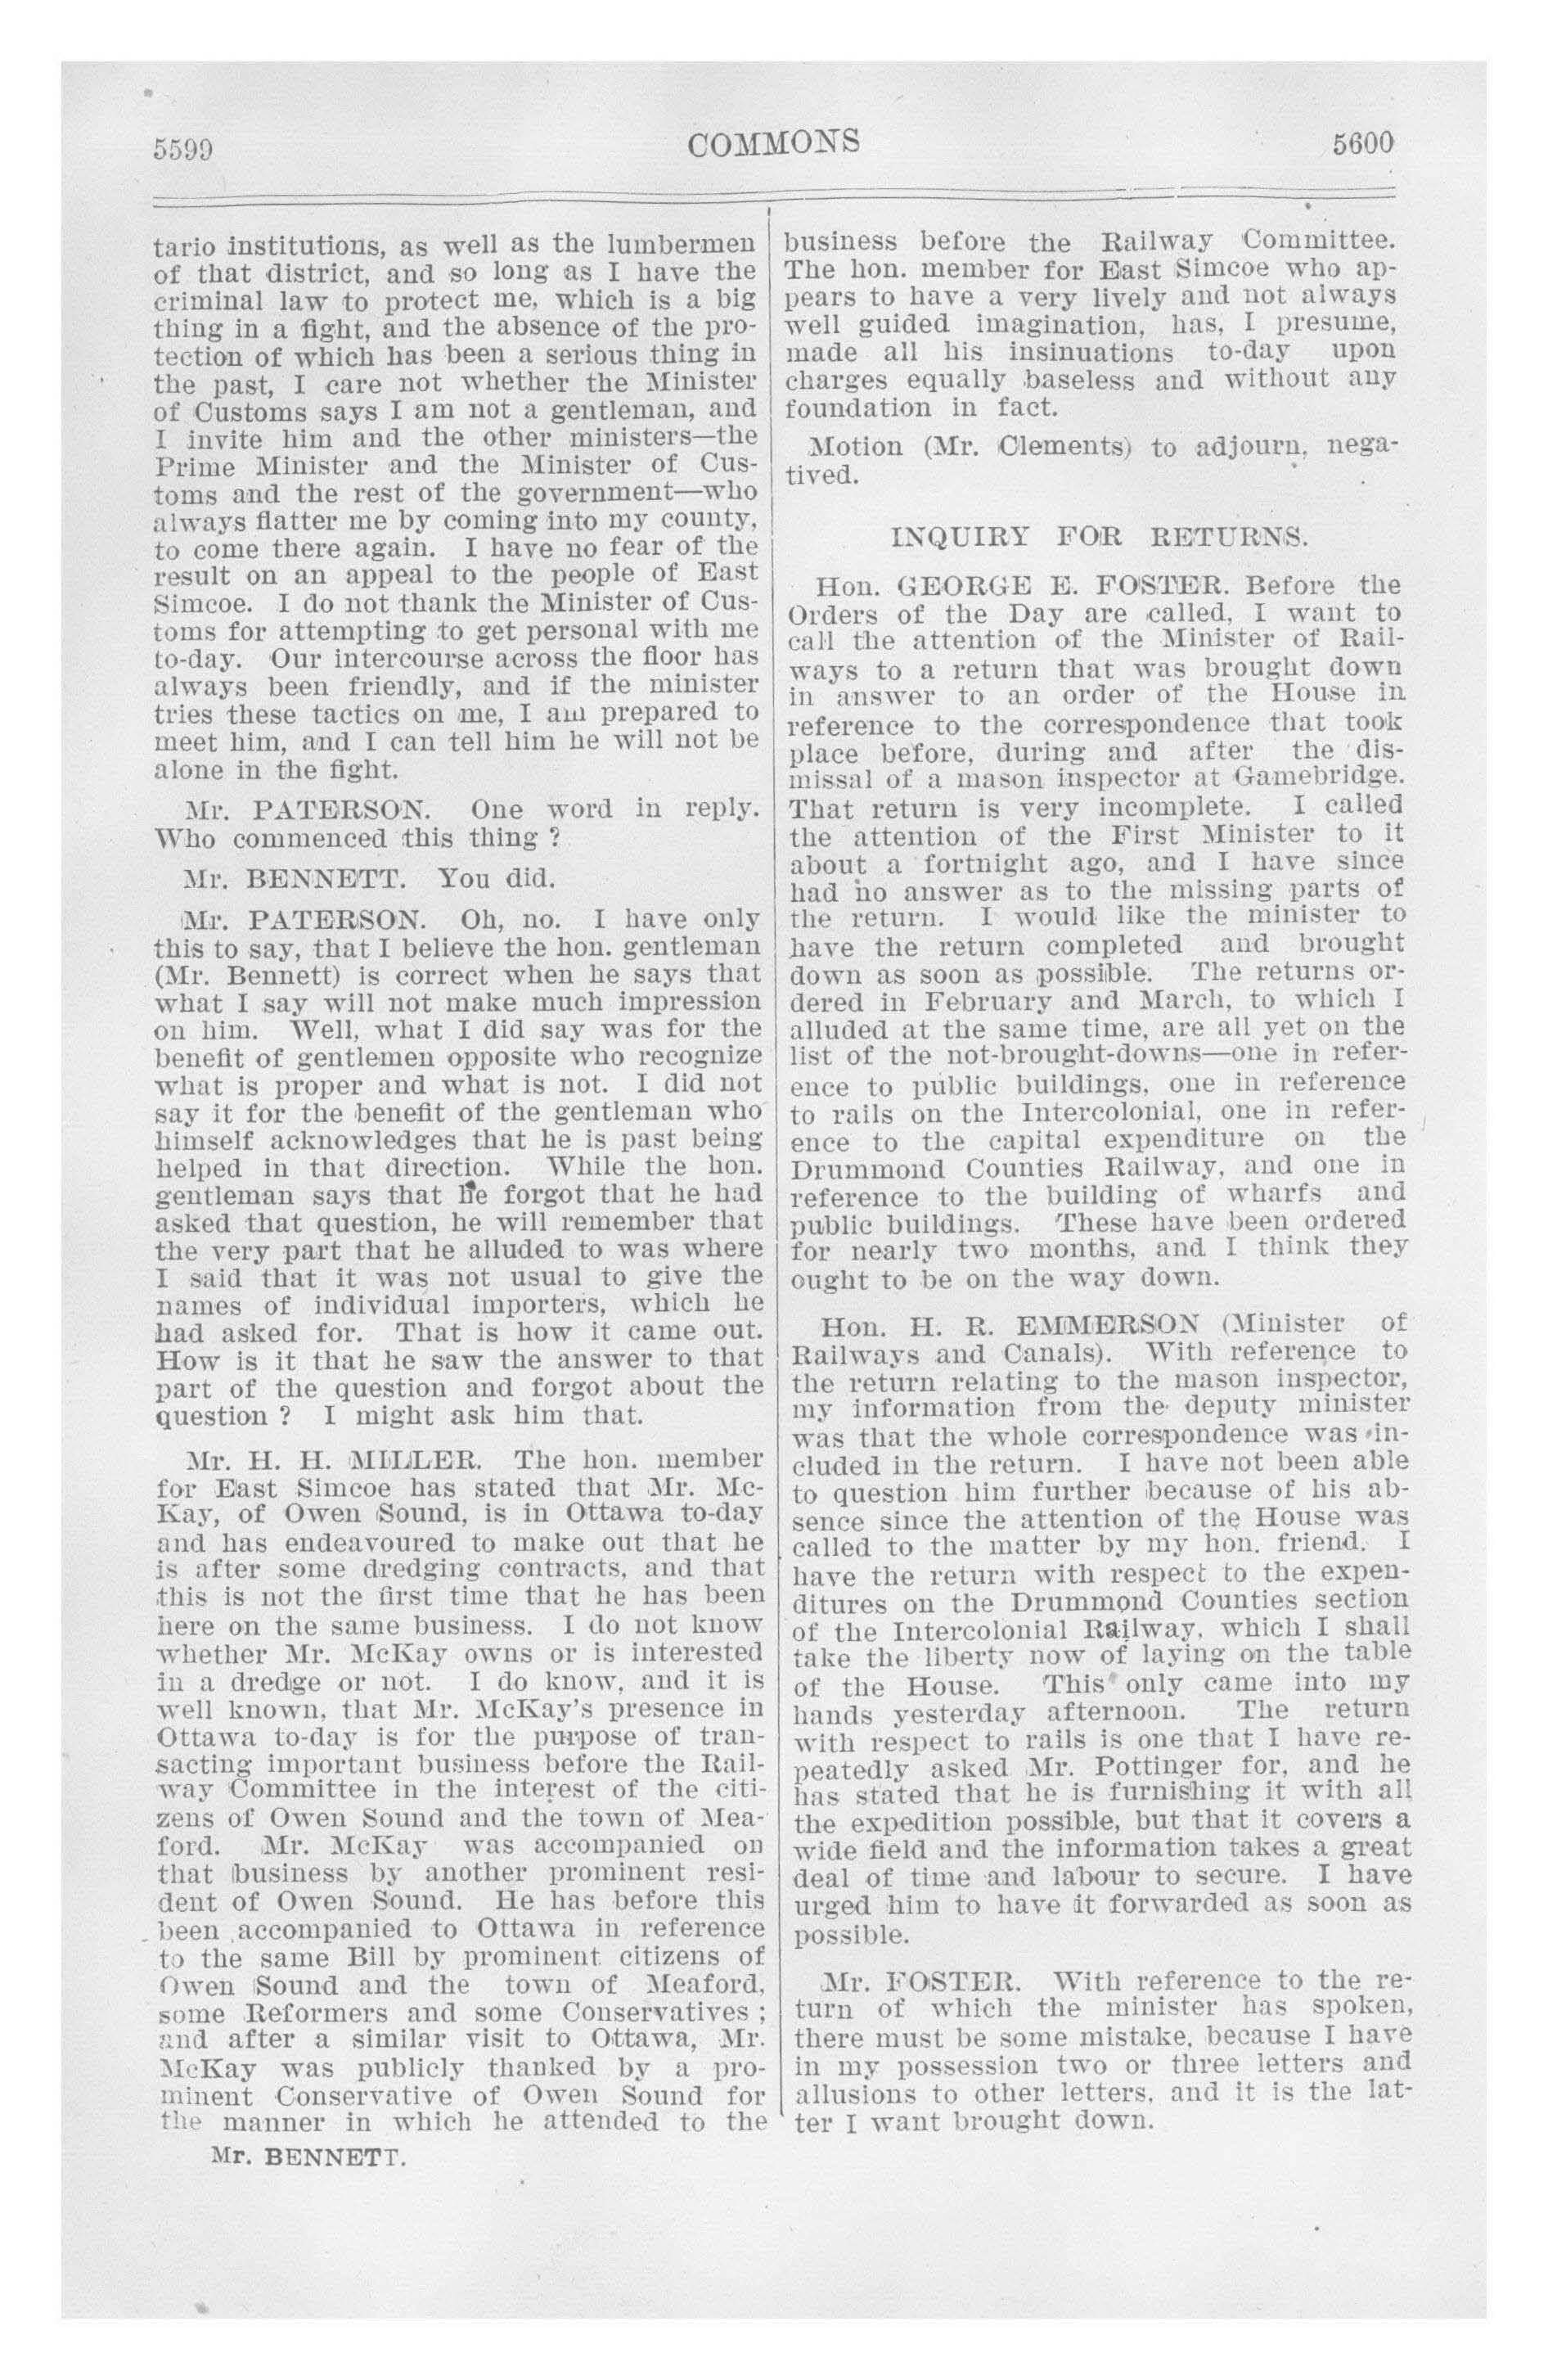 5599
COMMONS
5600
tario institutions, as well as the lumbermen
of that district, and so long as I have the
criminal law to protect me, which is a big
thing in a fight, and the absence of the pro-
tection of which has been a serious thing in
the past, I care not whether the Minister
of Customs says I am not a gentleman, and
I invite him and the other ministers—the
Prime Minister and the Minister of Cus-
toms and the rest of the government—who
always flatter me by coming into my county,
to come there again. I have no fear of the
result on an appeal to the people of East
Simcoe. I do not thank the Minister of Cus-
toms for attempting to get personal with me
to-day. Our intercourse across the floor has
always been friendly, and if the minister
tries these tactics on me, I am prepared to
meet him, and I can tell him he will not be
alone in the fight.
Mr. PATERSON. One word in reply.
Who commenced this thing ?
Mr. BENNETT. You did.
Mr. PATERSON. Oh, no. I have only
this to say, that I believe the hon. gentleman
(Mr. Bennett) is correct when he says that
what I say will not make much impression
on him. Well, what I did say was for the
benefit of gentlemen opposite who recognize
what is proper and what is not. I did not
say it for the benefit of the gentleman who
himself acknowledges that he is past being
helped in that direction. While the hon.
gentleman says that he forgot that he had
asked that question, he will remember that
the very part that he alluded to was where
I said that it was not usual to give the
names of individual importers, which he
had asked for. That is how it came out.
How is it that he saw the answer to that
part of the question and forgot about the
question ? I might ask him that.
Mr. H. H. MILLER. The hon. member
for East Simcoe has stated that Mr. Mc-
Kay, of Owen Sound, is in Ottawa to-day
and has endeavoured to make out that he
is after some dredging contracts, and that
this is not the first time that he has been
here on the same business. I do not know
whether Mr. McKay owns or is interested
in a dredge or not. I do know, and it is
well known, that Mr. McKay's presence in
Ottawa to-day is for the purpose of tran-
sacting important business before the Rail-
way Committee in the interest of the citi-
zens of Owen Sound and the town of Mea-
ford. Mr. McKay was accompanied on
that business by another prominent resi-
dent of Owen Sound. He has before this
been accompanied to Ottawa in reference
to the same Bill by prominent citizens of
Owen Sound and the town of Meaford,
some Reformers and some Conservatives ;
and after a similar visit to Ottawa, Mr.
McKay was publicly thanked by a pro-
minent Conservative of Owen Sound for
the manner in which he attended to the
Mr. BENNETT.
business before the Railway Committee.
The hon. member for East Simcoe who ap-
pears to have a very lively and not always
well guided imagination, has, I presume,
made all his insinuations to-day upon
charges equally baseless and without any
foundation in fact.
Motion (Mr. Clements) to adjourn, nega-
tived.
INQUIRY FOR RETURNS.
Hon. GEORGE E. FOSTER. Before the
Orders of the Day are called, I want to
call the attention of the Minister of Rail-
ways to a return that was brought down
in answer to an order of the House in
reference to the correspondence that took
place before, during and after the dis-
missal of a mason inspector at Gamebridge.
That return is very incomplete. I called
the attention of the First Minister to it
about a fortnight ago, and I have since
had no answer as to the missing parts of
the return. I would like the minister to
have the return completed and brought
down as soon as possible. The returns or-
dered in February and March, to which I
alluded at the same time, are all yet on the
list of the not-brought-downs—one in refer-
ence to public buildings, one in reference
to rails on the Intercolonial, one in refer-
ence to the capital expenditure on the
Drummond Counties Railway, and one in
reference to the building of wharfs and
public buildings. These have been ordered
for nearly two months, and I think they
ought to be on the way down.
Hon. H. R. EMMERSON (Minister of
Railways and Canals). With reference to
the return relating to the mason inspector,
my information from the deputy minister
was that the whole correspondence was in-
cluded in the return. I have not been able
to question him further because of his ab-
sence since the attention of the House was
called to the matter by my hon. friend. I
have the return with respect to the expen-
ditures on the Drummond Counties section
of the Intercolonial Railway, which I shall
take the liberty now of laying on the table
of the House. This only came into my
hands yesterday afternoon. The return
with respect to rails is one that I have re-
peatedly asked Mr. Pottinger for, and he
has stated that he is furnishing it with all
the expedition possible, but that it covers a
wide field and the information takes a great
deal of time and labour to secure. I have
urged him to have it forwarded as soon as
possible.
Mr. FOSTER. With reference to the re-
turn of which the minister has spoken,
there must be some mistake, because I have
in my possession two or three letters and
allusions to other letters, and it is the lat-
ter I want brought down.